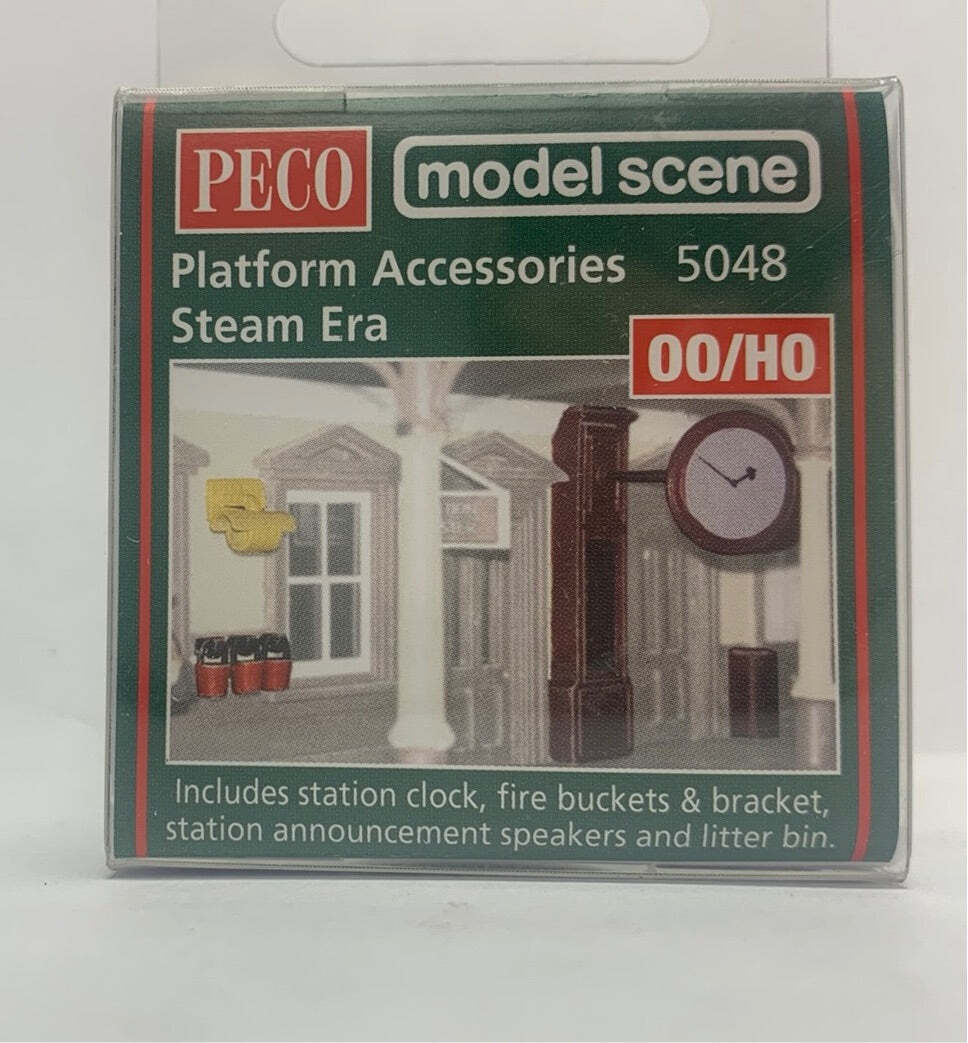 PECO
model scene
Platform Accessories 5048
Steam Era
OO/HO
Includes station clock, fire buckets & bracket,
station announcement speakers and litter bin.